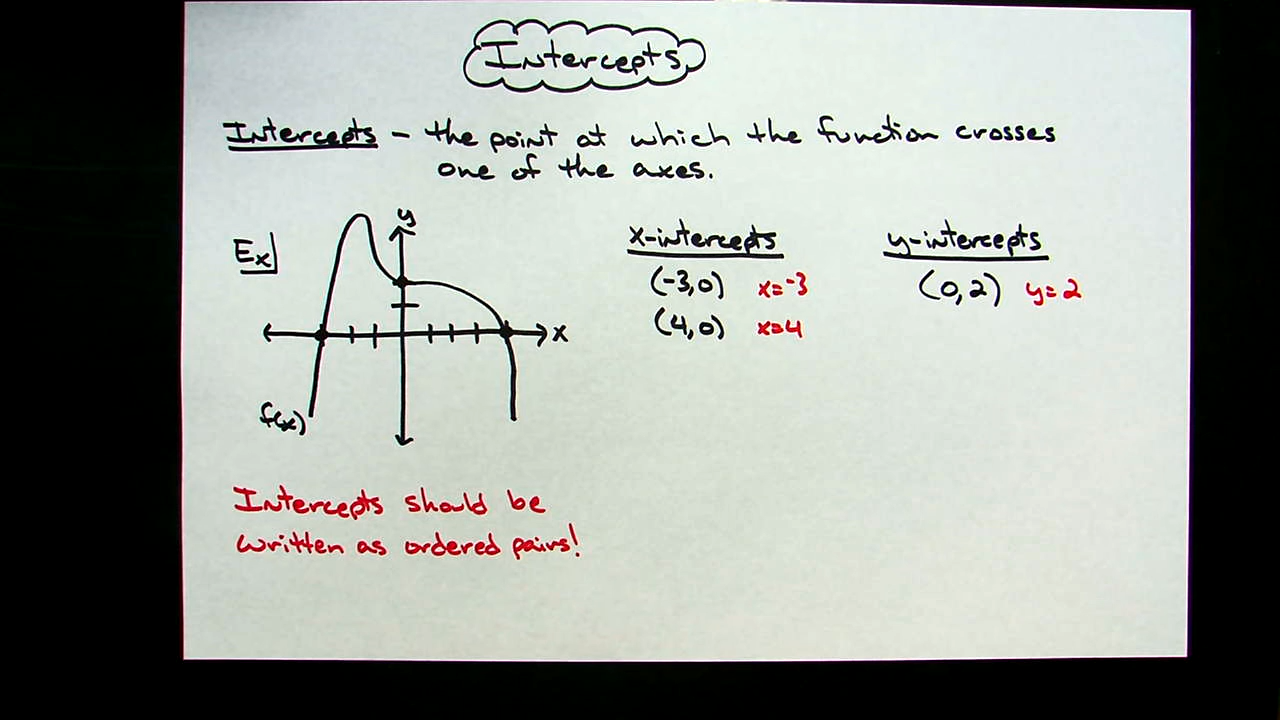 Intercepts
Intercepts - the point at which the function crosses
one of the axes.
Ex
y
x
f(x)
x-intercepts
(-3,0) x=-3
(4,0) x=4
y-intercepts
(0,2) y=2
Intercepts should be
written as ordered pairs!